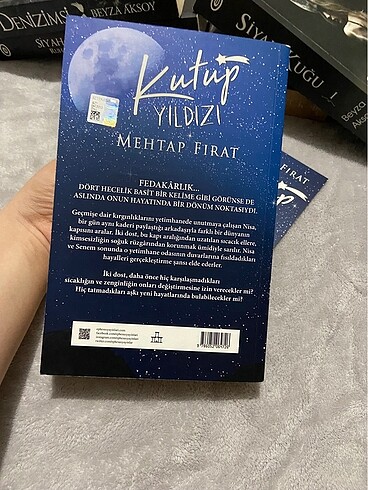 DENİZİMSİ
BEYZA AKSOY
SİYAH
SİYAH KUĞU 1
Beyza
Kutup
YILDIZI
MEHTAP FIRAT
FIRAT
FEDAKÂRLIK...
DÖRT HECELİK BASİT BİR KELİME GİBİ GÖRÜNSE DE
ASLINDA ONUN HAYATINDA BİR DÖNÜM NOKTASIYDI.
Geçmişe dair kırgınlıklarını yetimhanede unutmaya çalışan Nisa,
bir gün aynı kaderi paylaştığı arkadaşıyla farklı bir dünyanın
kapısını aralar. İki dost, bu kapı aralığından uzatılan sıcacık ellere,
kimsesizliğin soğuk rüzgârından korunmak ümidiyle sarılır. Nisa
ve Senem sonunda o yetimhane odasının duvarlarına fısıldadıkları
hayalleri gerçekleştirme şansı elde ederler.
İki dost, daha önce hiç karşılaşmadıkları
sıcaklığın ve zenginliğin onları değiştirmesine izin verecekler mi?
Hiç tatmadıkları aşkı yeni hayatlarında bulabilecekler mi?